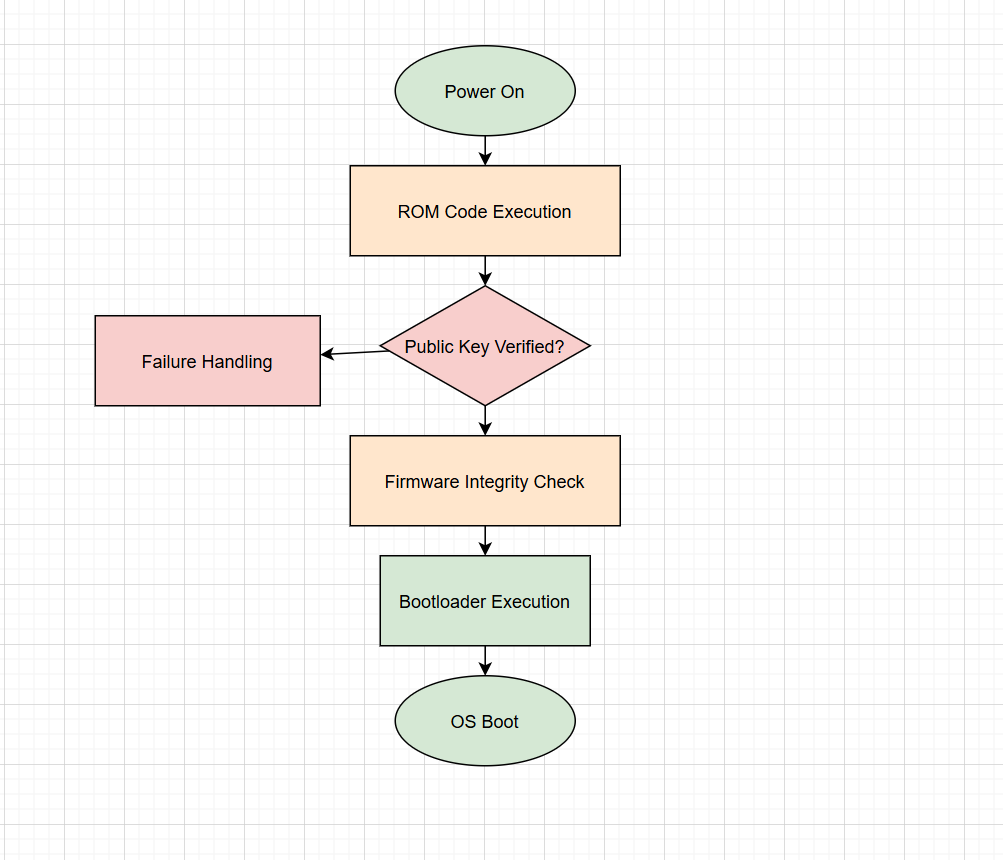 Power On
ROM Code Execution
Public Key Verified?
Failure Handling
Firmware Integrity Check
Bootloader Execution
OS Boot